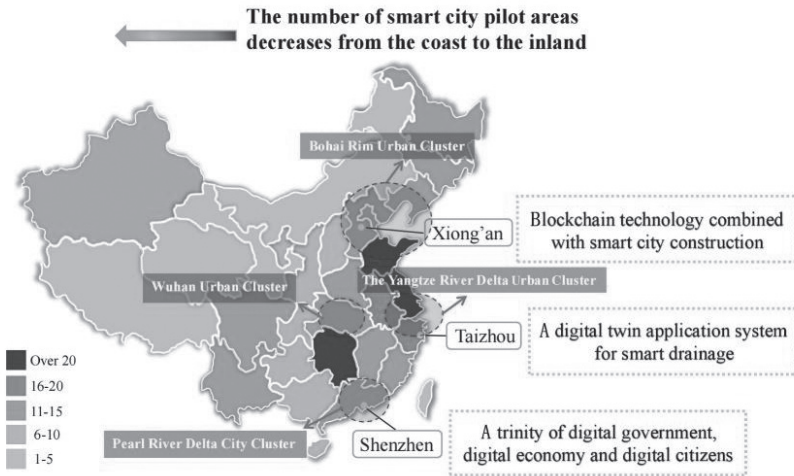 The number of smart city pilot areas
decreases from the coast to the inland
Bohai Rim Urban Cluster
Xiong'an
Blockchain technology combined
with smart city construction
Wuhan Urban Cluster
The Yangtze River Delta Urban Cluster
Taizhou
A digital twin application system
for smart drainage
Over 20
16-20
11-15
6-10
1-5
Pearl River Delta City Cluster
Shenzhen
A trinity of digital government,
digital economy and digital citizens